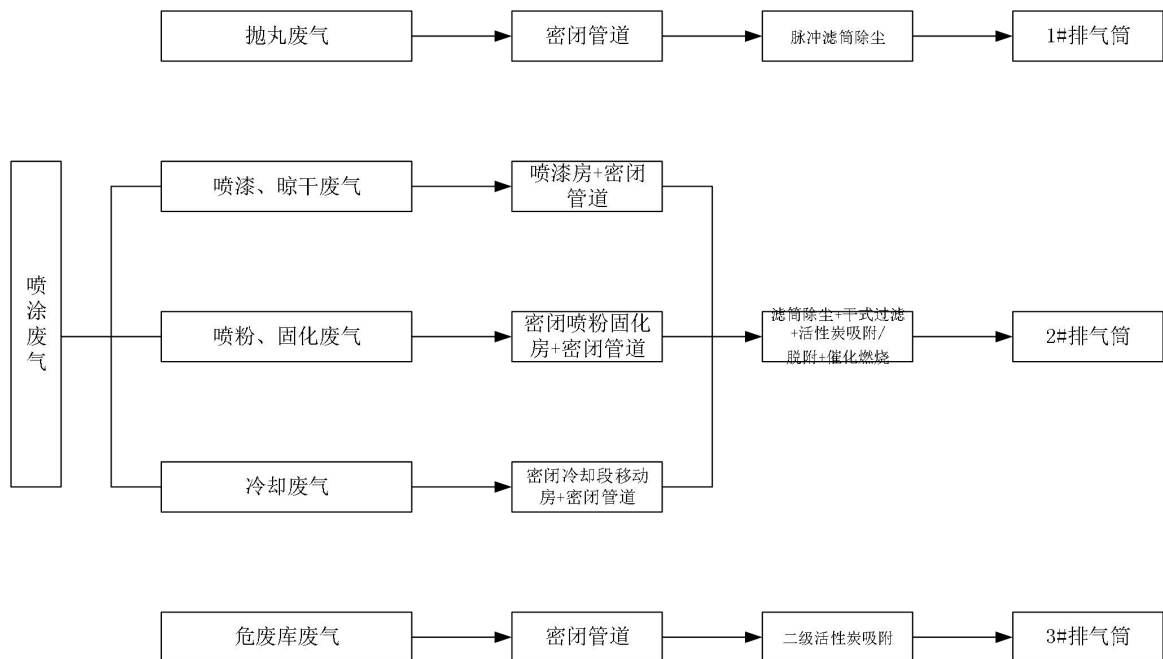 抛丸废气
密闭管道
脉冲滤筒除尘
1#排气筒
喷涂废气
喷漆、晾干废气
喷漆房+密闭
管道
喷粉、固化废气
密闭喷粉固化
房+密闭管道
滤筒除尘+干式过滤
+活性炭吸附/
脱附+催化燃烧
2#排气筒
冷却废气
密闭冷却段移动
房+密闭管道
危废库废气
密闭管道
二级活性炭吸附
3#排气筒